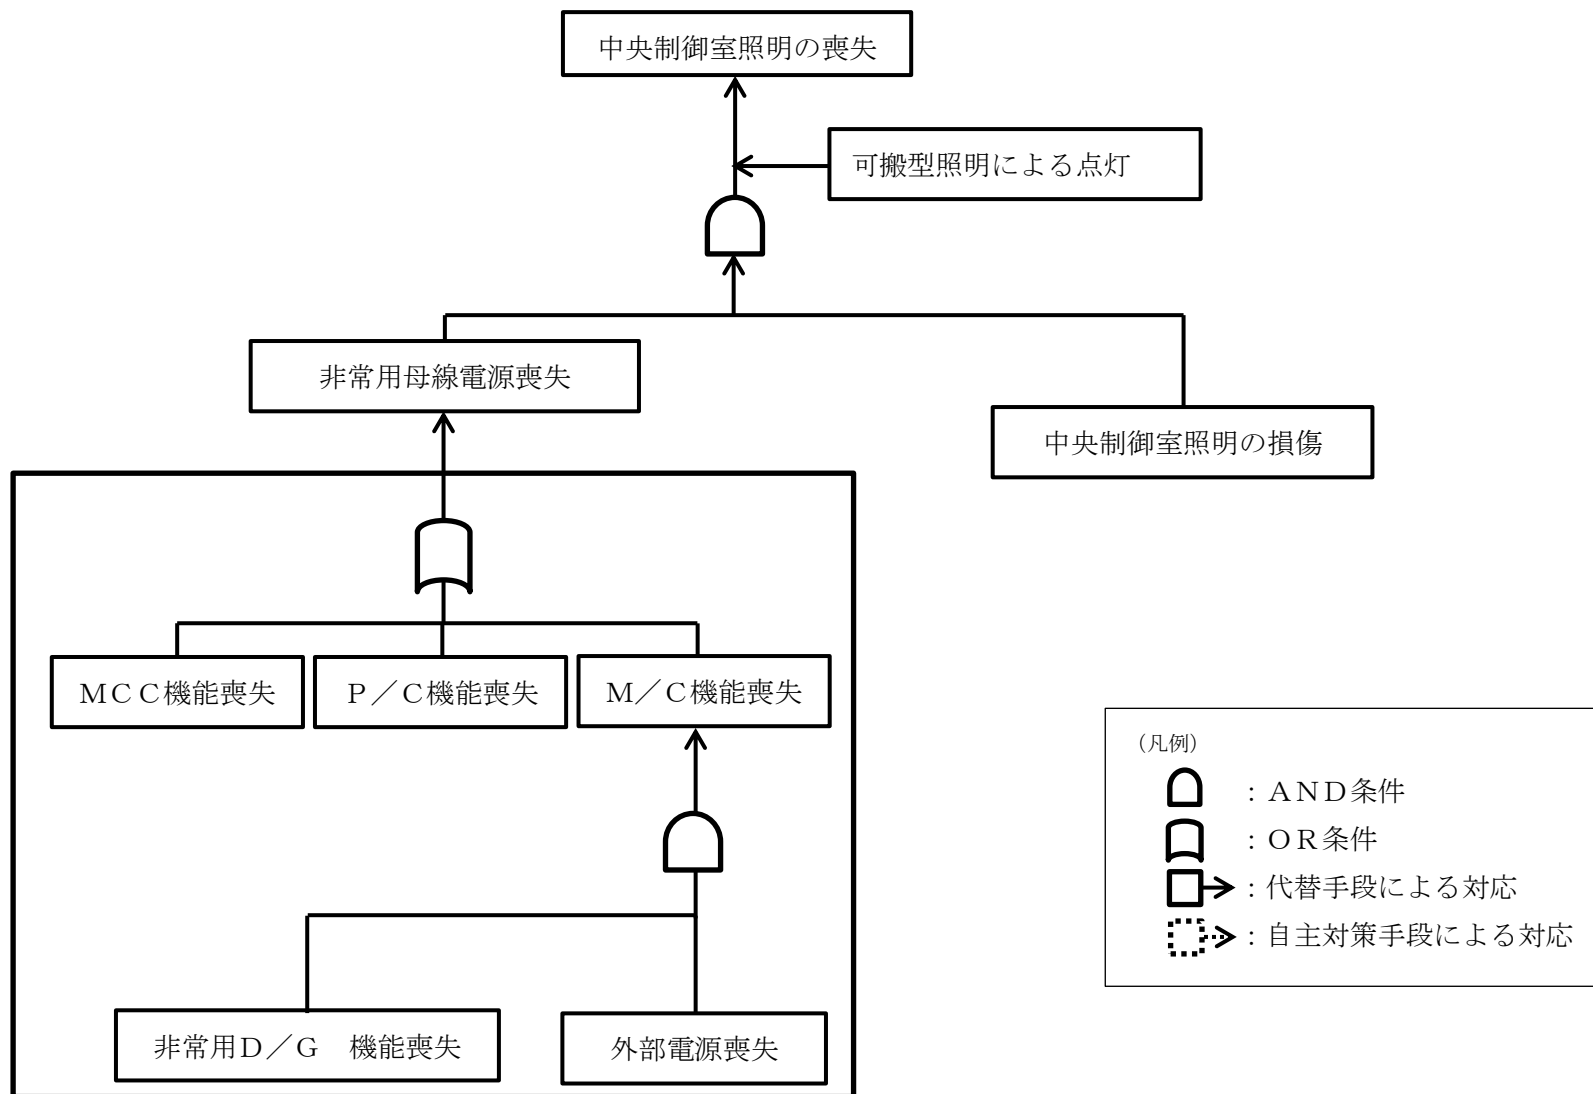 中央制御室照明の喪失
可搬型照明による点灯
非常用母線電源喪失
中央制御室照明の損傷
ＭＣＣ機能喪失
Ｐ／Ｃ機能喪失
Ｍ／Ｃ機能喪失
非常用Ｄ／Ｇ　機能喪失
外部電源喪失
（凡例）
：ＡＮＤ条件
：ＯＲ条件
：代替手段による対応
：自主対策手段による対応